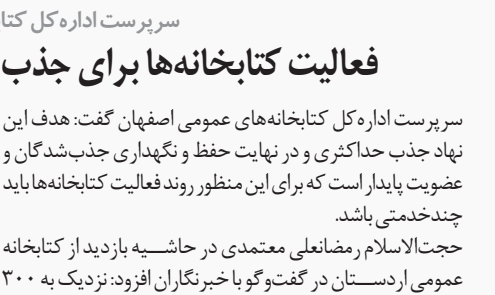 سرپرست اداره‌کل کتا
فعالیت کتابخانه‌ها برای جذب
سرپرست اداره‌کل کتابخانه‌های عمومی اصفهان گفت: هدف این
نهاد جذب حداکثری و در نهایت حفظ و نگهداری جذب‌شدگان و
عضویت پایدار است که برای این منظور روند فعالیت کتابخانه‌ها باید
چندخدمتی باشد.
حجت‌الاسلام رمضانعلی معتمدی در حاشیه بازدید از کتابخانه
عمومی اردستان در گفت‌وگو با خبرنگاران افزود: نزدیک به ۳۰۰